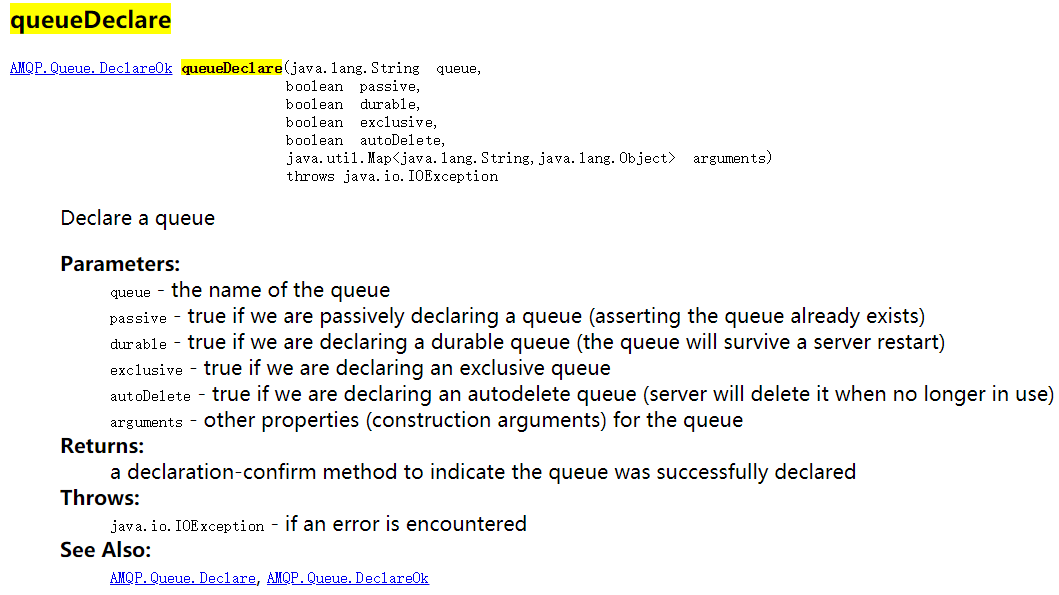 queueDeclare
AMQP.Queue.DeclareOk queueDeclare(java.lang.String queue,
boolean passive,
boolean durable,
boolean exclusive,
boolean autoDelete,
java.util.Map<java.lang.String,java.lang.Object> arguments)
throws java.io.IOException
Declare a queue
Parameters:
queue - the name of the queue
passive - true if we are passively declaring a queue (asserting the queue already exists)
durable - true if we are declaring a durable queue (the queue will survive a server restart)
exclusive - true if we are declaring an exclusive queue
autoDelete - true if we are declaring an autodelete queue (server will delete it when no longer in use)
arguments - other properties (construction arguments) for the queue
Returns:
a declaration-confirm method to indicate the queue was successfully declared
Throws:
java.io.IOException - if an error is encountered
See Also:
AMQP.Queue.Declare, AMQP.Queue.DeclareOk